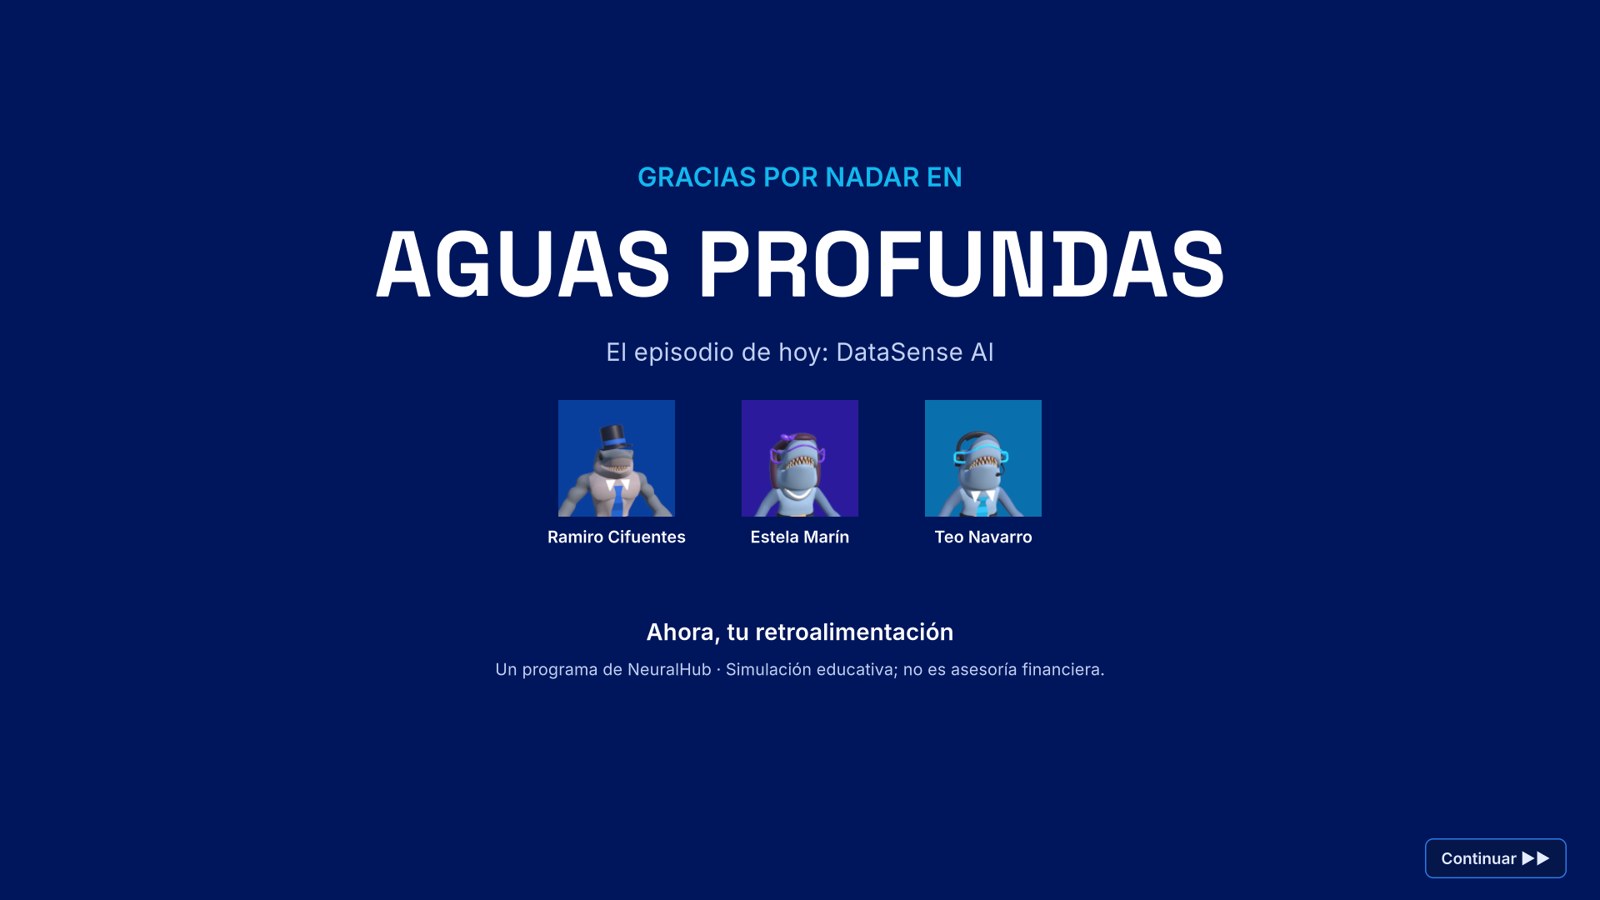 GRACIAS POR NADAR EN
AGUAS PROFUNDAS
El episodio de hoy: DataSense AI
Ramiro Cifuentes
Estela Marín
Teo Navarro
Ahora, tu retroalimentación
Un programa de NeuralHub · Simulación educativa; no es asesoría financiera.
Continuar ▶▶